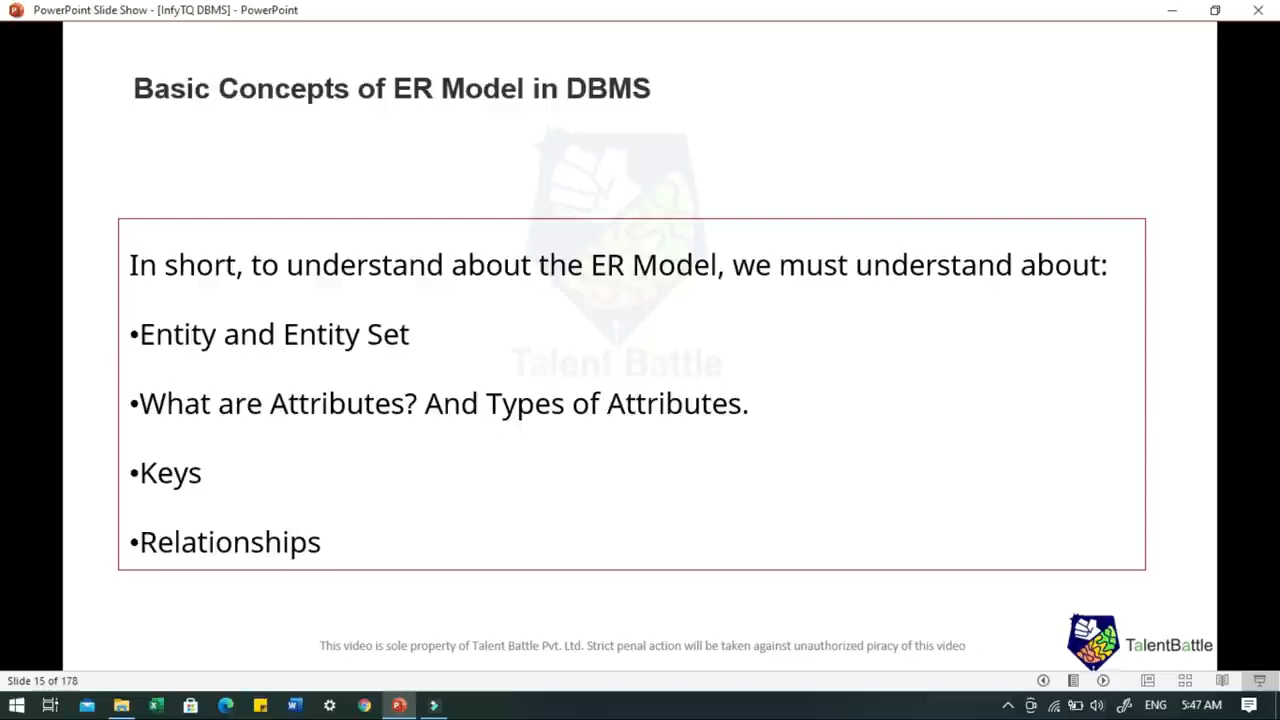 PowerPoint Slide Show - [InfyTQ DBMS] - PowerPoint
Basic Concepts of ER Model in DBMS
In short, to understand about the ER Model, we must understand about:
•Entity and Entity Set
•What are Attributes? And Types of Attributes.
•Keys
•Relationships
Talent Battle
This video is sole property of Talent Battle Pvt. Ltd. Strict penal action will be taken against unauthorized piracy of this video
TalentBattle
Slide 15 of 178
ENG
5:47 AM